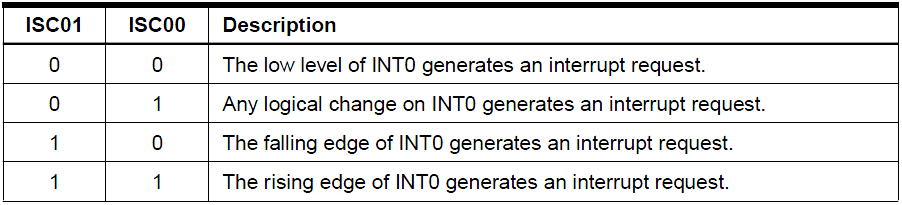 ISC01 ISC00 Description
0 0 The low level of INT0 generates an interrupt request.
0 1 Any logical change on INT0 generates an interrupt request.
1 0 The falling edge of INT0 generates an interrupt request.
1 1 The rising edge of INT0 generates an interrupt request.